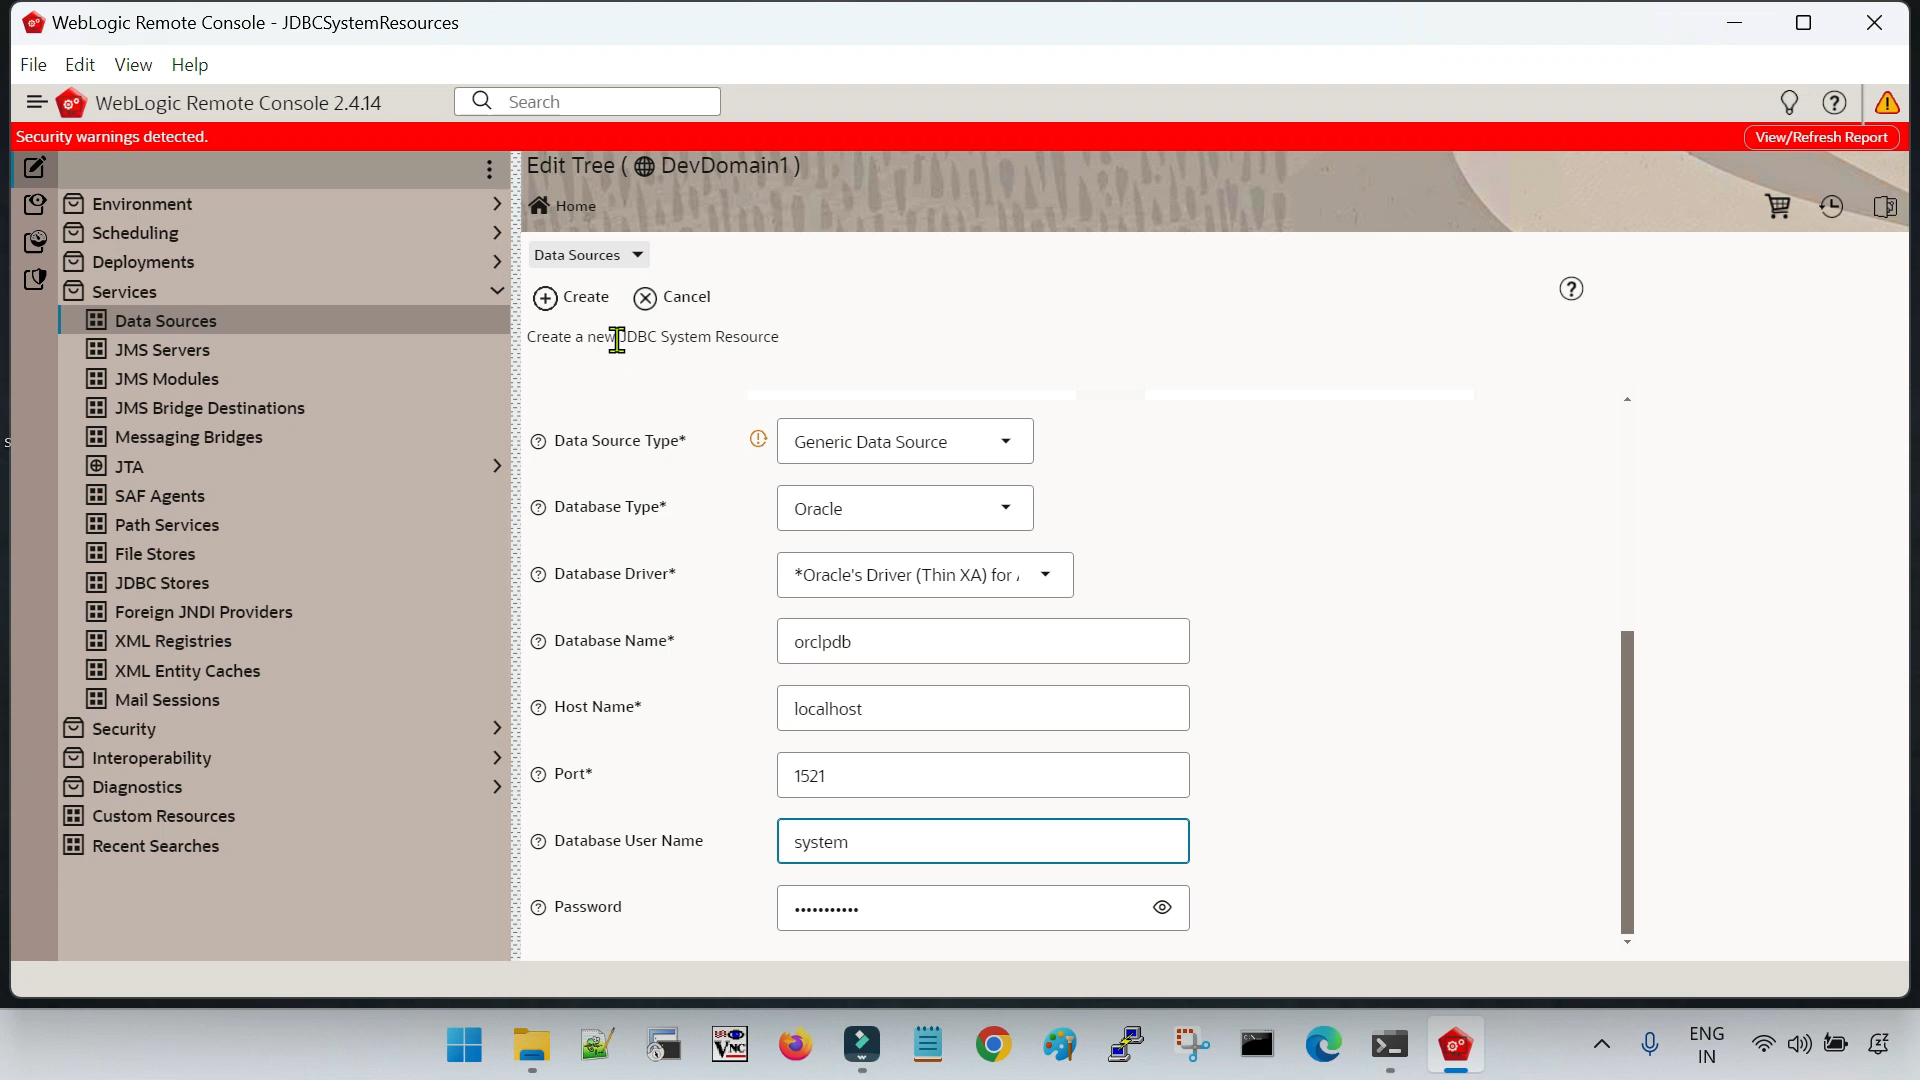 WebLogic Remote Console - JDBCSystemResources
File Edit View Help
WebLogic Remote Console 2.4.14
Search
Security warnings detected.
View/Refresh Report
Edit Tree ( DevDomain1 )
Home
Environment
Scheduling
Deployments
Services
Data Sources
JMS Servers
JMS Modules
JMS Bridge Destinations
Messaging Bridges
JTA
SAF Agents
Path Services
File Stores
JDBC Stores
Foreign JNDI Providers
XML Registries
XML Entity Caches
Mail Sessions
Security
Interoperability
Diagnostics
Custom Resources
Recent Searches
Data Sources
Create Cancel
Create a new JDBC System Resource
Data Source Type* Generic Data Source
Database Type* Oracle
Database Driver* *Oracle's Driver (Thin XA) for
Database Name* orclpdb
Host Name* localhost
Port* 1521
Database User Name system
Password •••••••••••
ENG
IN